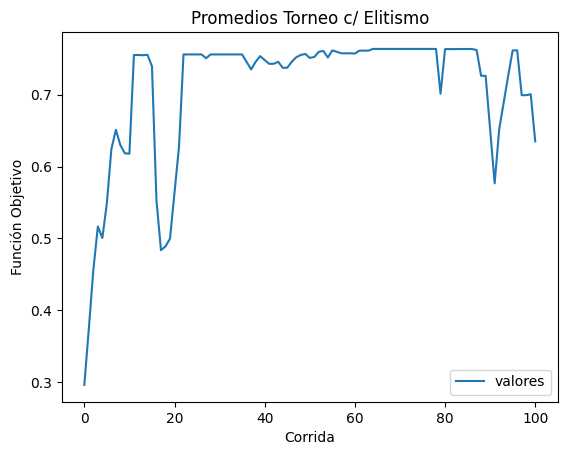 Promedios Torneo c/ Elitismo
Función Objetivo
0.7
0.6
0.5
0.4
0.3
0
20
40
60
80
100
Corrida
valores